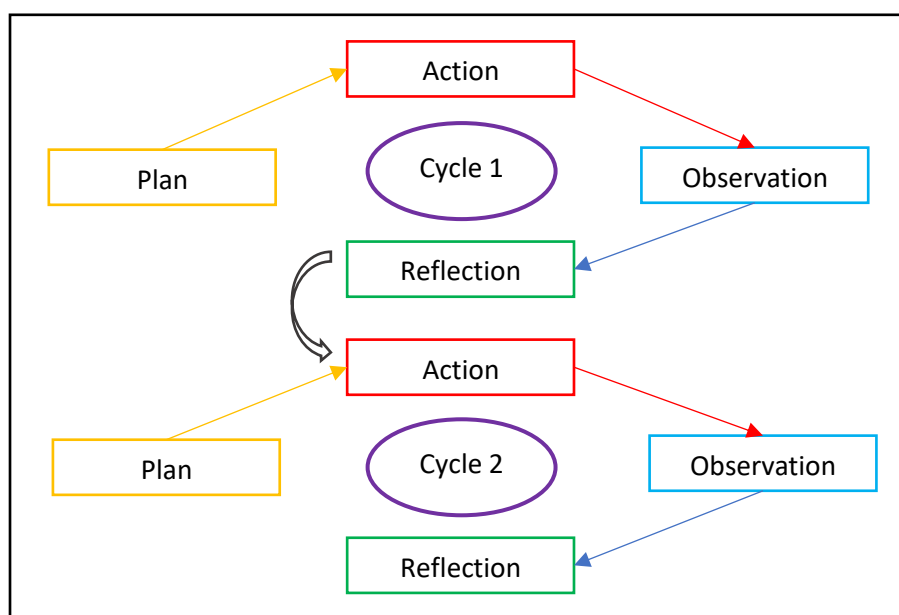 Action
Plan
Cycle 1
Observation
Reflection
Action
Plan
Cycle 2
Observation
Reflection